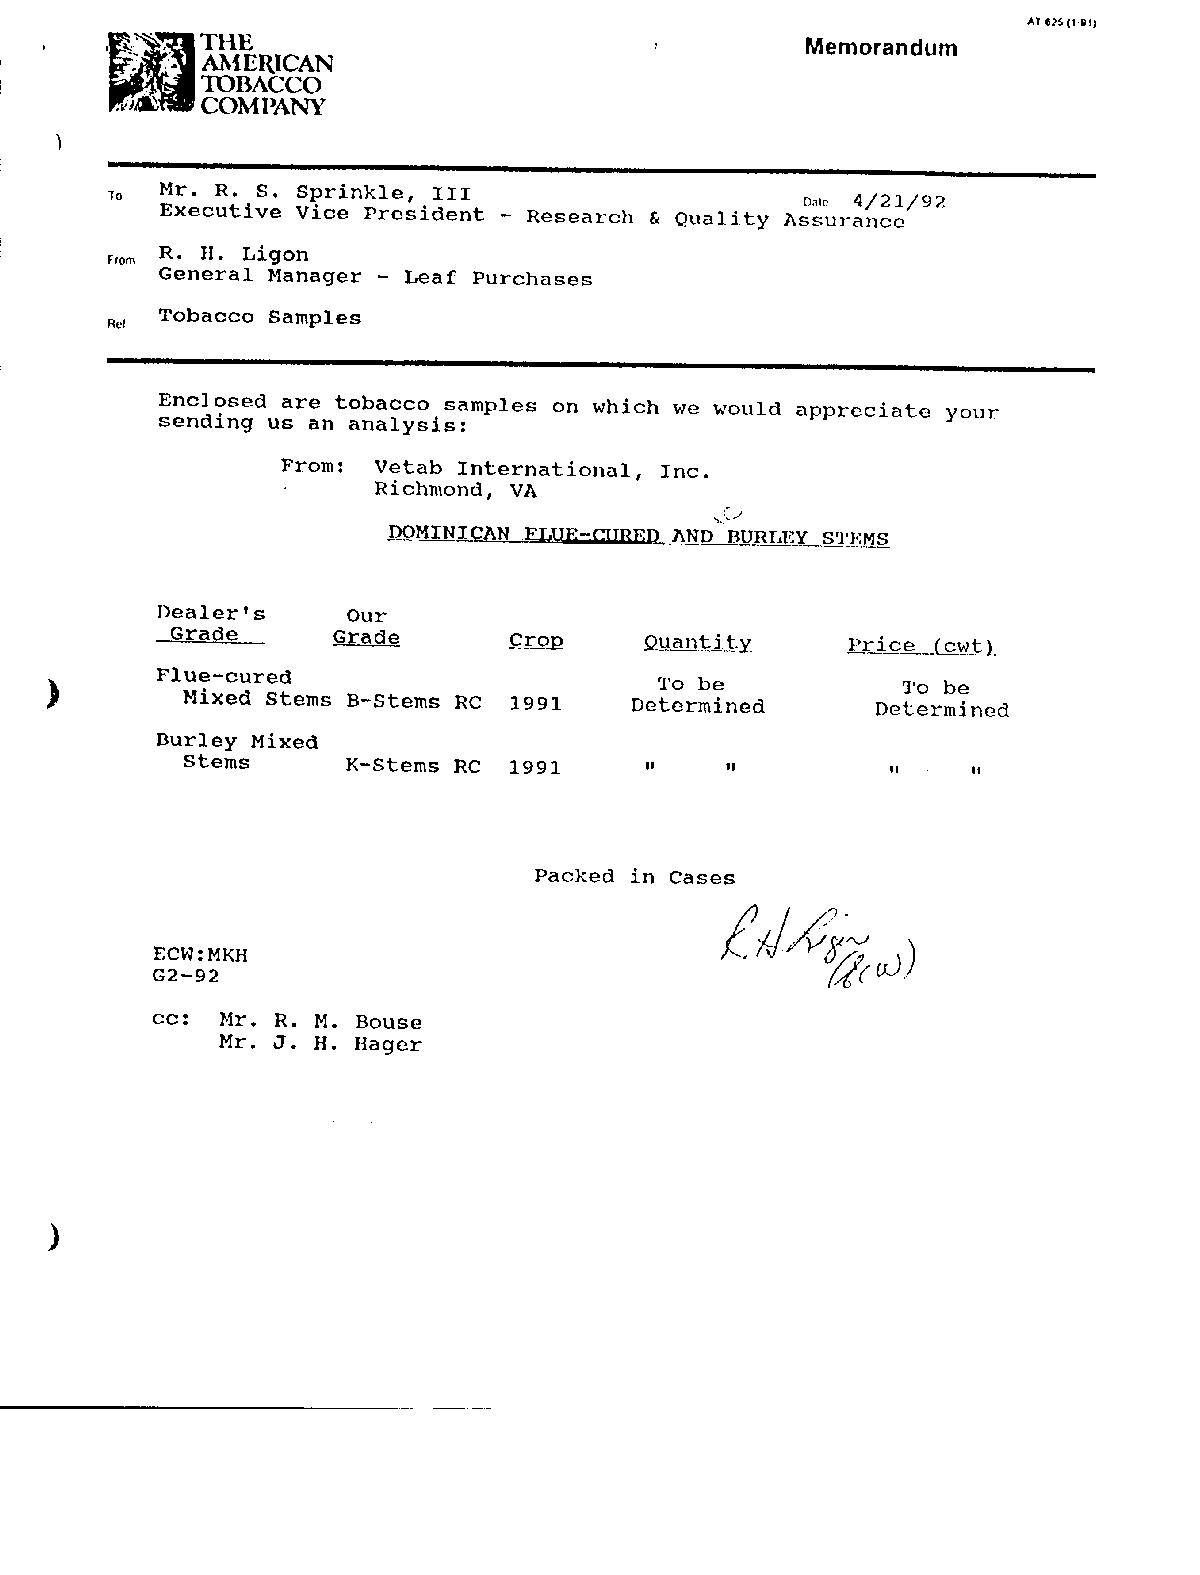 AT 625 (1-91)
THE
AMERICAN
TOBACCO
COMPANY
Memorandum
To Mr. R. S. Sprinkle, III Date 4/21/92
Executive Vice President - Research & Quality Assurance
From R. H. Ligon
General Manager - Leaf Purchases
Ref Tobacco Samples
Enclosed are tobacco samples on which we would appreciate your
sending us an analysis:
From: Vetab International, Inc.
Richmond, VA
DOMINICAN FLUE-CURED AND BURLEY STEMS
Dealer's Our
Grade Grade Crop Quantity Price (cwt)
Flue-cured To be To be
Mixed Stems B-Stems RC 1991 Determined Determined
Burley Mixed
Stems K-Stems RC 1991 " " " "
Packed in Cases
R H Ligon
ECW:MKH
G2-92
cc: Mr. R. M. Bouse
Mr. J. H. Hager